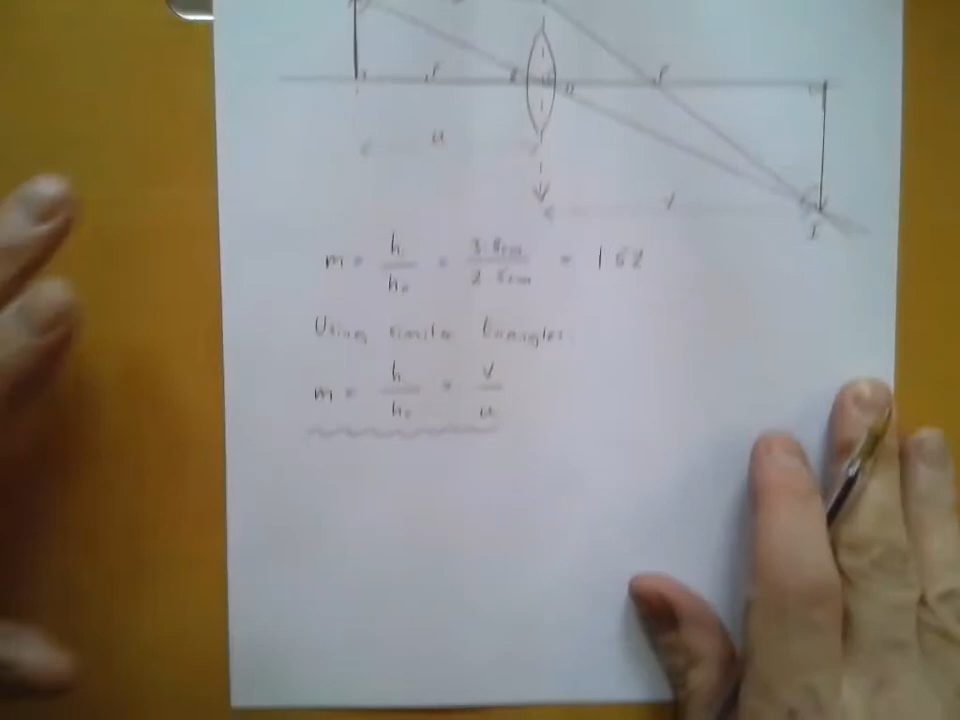 F
F
u
v
I
m = h / h₀ = 3.8cm / 2.5cm = 1.52
Using similar triangles
m = h / h₀ = v / u